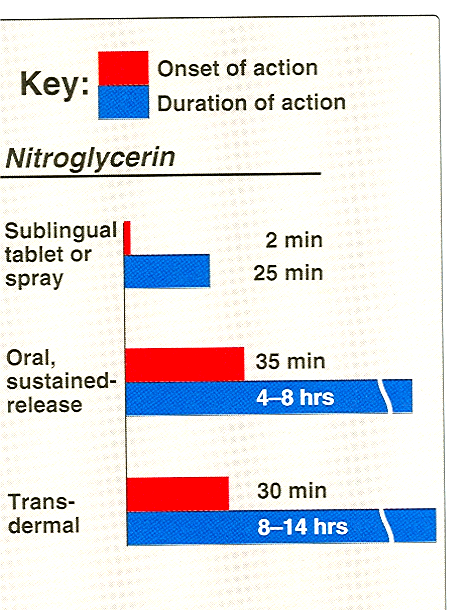 Key:
Onset of action
Duration of action
Nitroglycerin
Sublingual
tablet or
spray
2 min
25 min
Oral,
sustained-
release
35 min
4–8 hrs
Trans-
dermal
30 min
8–14 hrs